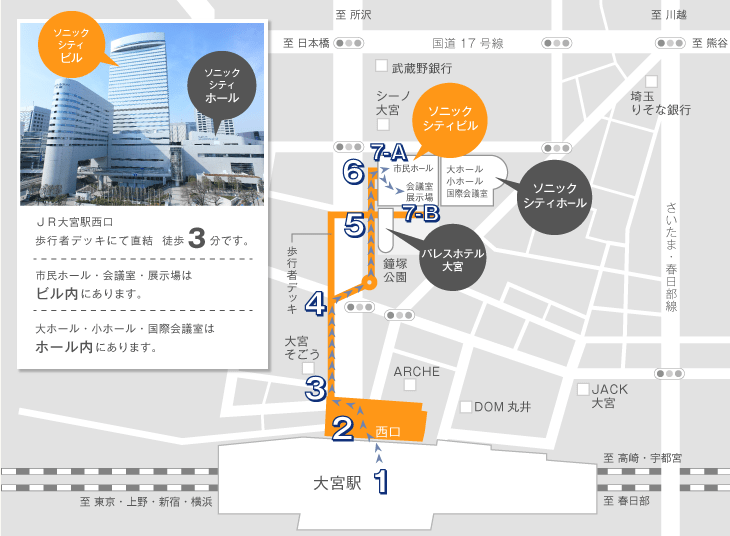 ソニック
シティ
ビル
ソニック
シティ
ホール
ＪＲ大宮駅西口
歩行者デッキにて直結 徒歩3分です。
市民ホール・会議室・展示場は
ビル内にあります。
大ホール・小ホール・国際会議室は
ホール内にあります。
至 所沢
至 川越
至 日本橋
国道17号線
至 熊谷
武蔵野銀行
シーノ
大宮
埼玉
りそな銀行
ソニック
シティビル
7-A
6
市民ホール
会議室
展示場
大ホール
小ホール
国際会議室
ソニック
シティホール
7-B
5
パレスホテル
大宮
鐘塚
公園
歩行者デッキ
さいたま・春日部線
4
大宮
そごう
3
ARCHE
JACK
大宮
DOM 丸井
2
西口
1
大宮駅
至 高崎・宇都宮
至 東京・上野・新宿・横浜
至 春日部